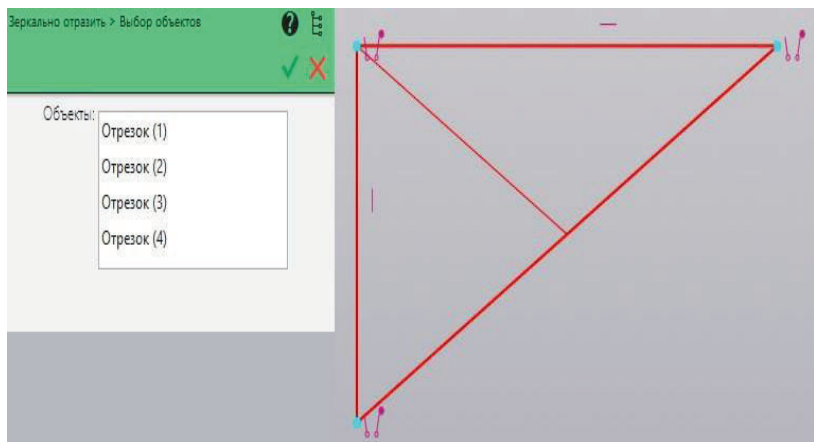 Зеркально отразить > Выбор объектов
Объекты:
Отрезок (1)
Отрезок (2)
Отрезок (3)
Отрезок (4)